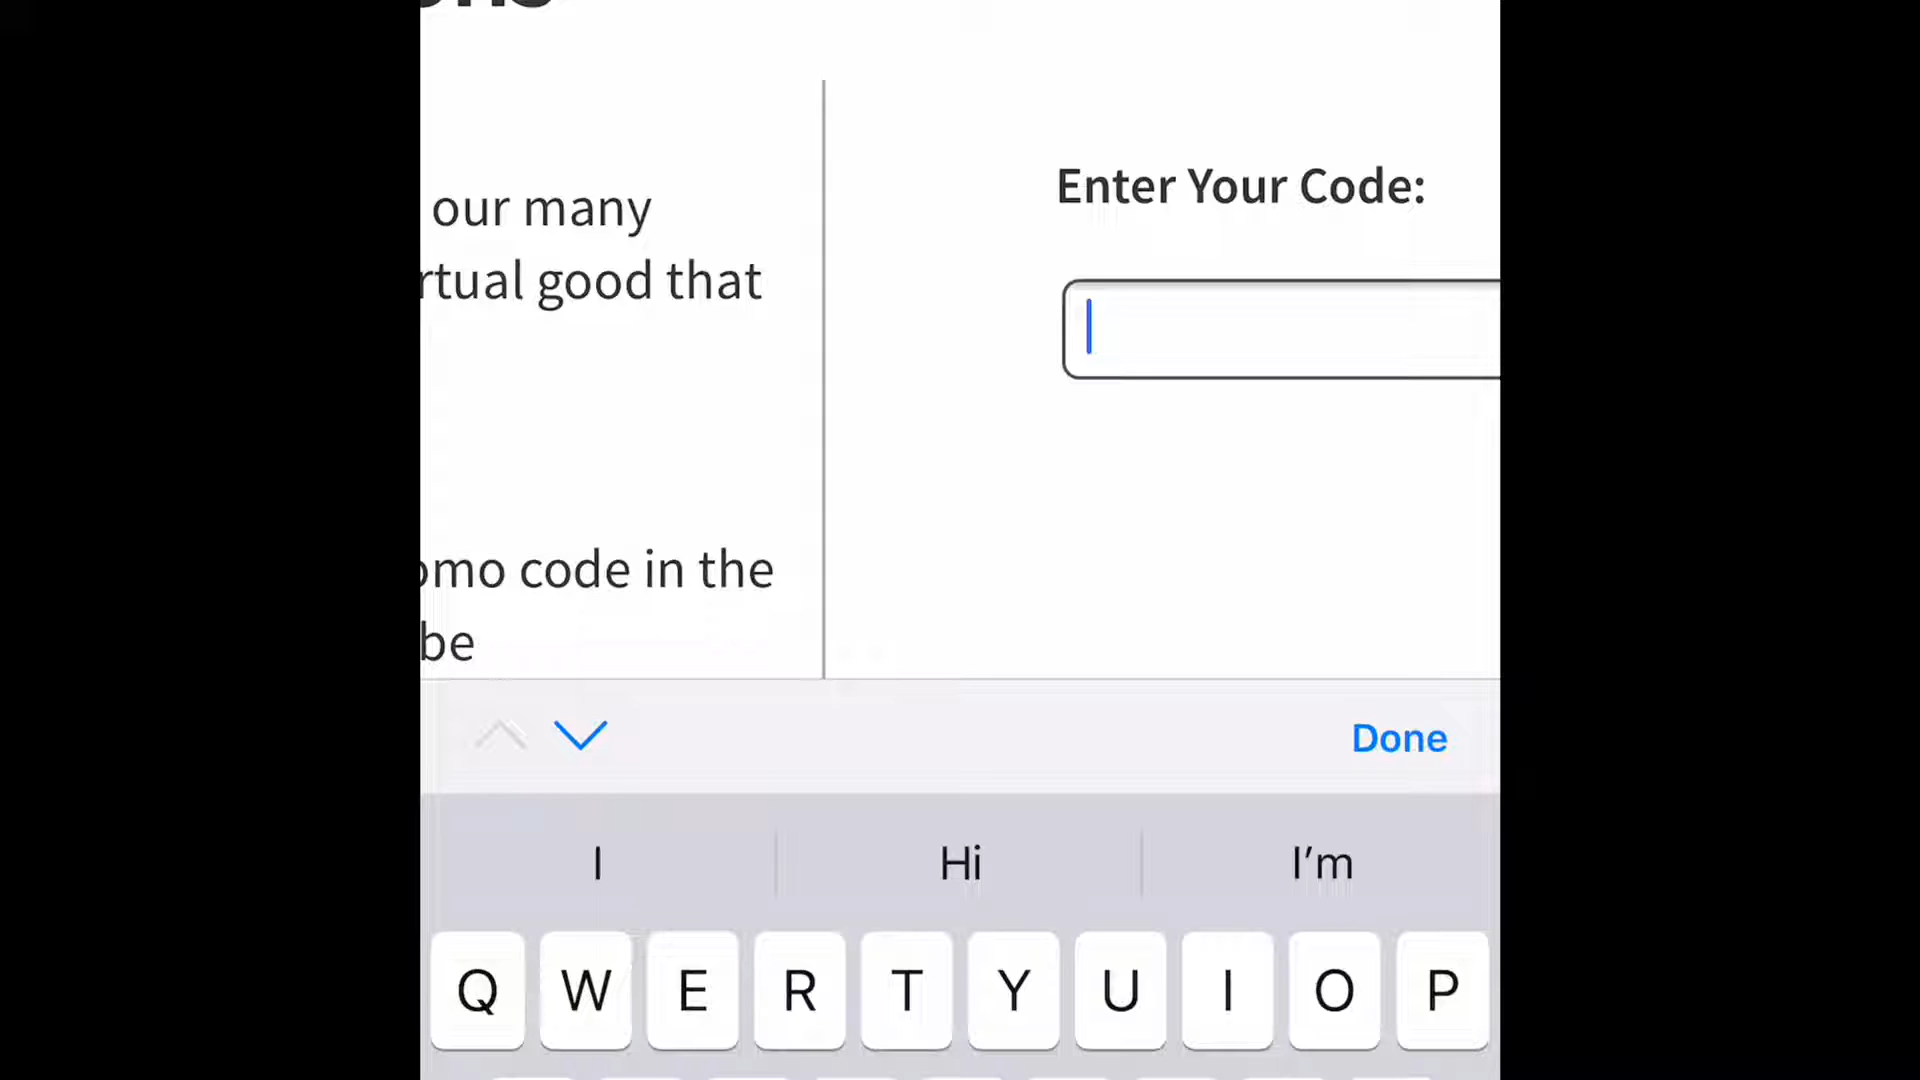 our many
rtual good that
omo code in the
be
Enter Your Code:
Done
I
Hi
I'm
Q W E R T Y U I O P